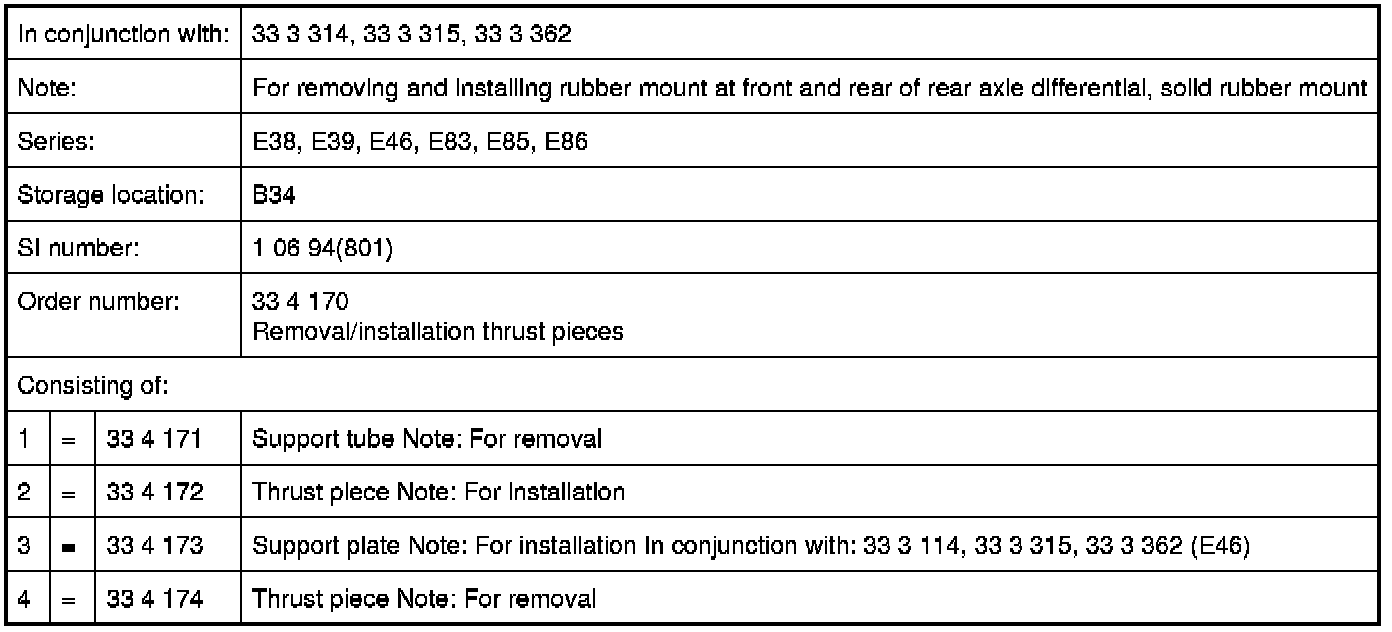 In conjunction with: 33 3 314, 33 3 315, 33 3 362
Note: For removing and installing rubber mount at front and rear of rear axle differential, solid rubber mount
Series: E38, E39, E46, E83, E85, E86
Storage location: B34
SI number: 1 06 94(801)
Order number: 33 4 170
Removal/installation thrust pieces
Consisting of:
1 = 33 4 171 Support tube Note: For removal
2 = 33 4 172 Thrust piece Note: For installation
3 = 33 4 173 Support plate Note: For installation In conjunction with: 33 3 114, 33 3 315, 33 3 362 (E46)
4 = 33 4 174 Thrust piece Note: For removal